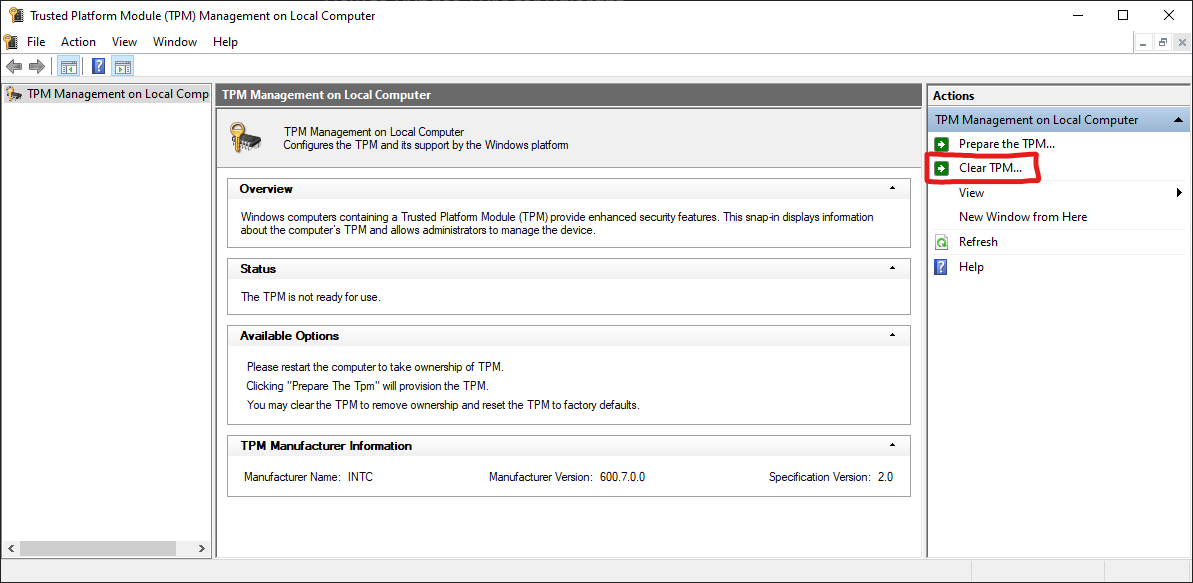 Trusted Platform Module (TPM) Management on Local Computer
File Action View Window Help
TPM Management on Local Comp
TPM Management on Local Computer
TPM Management on Local Computer
Configures the TPM and its support by the Windows platform
Overview
Windows computers containing a Trusted Platform Module (TPM) provide enhanced security features. This snap-in displays information
about the computer's TPM and allows administrators to manage the device.
Status
The TPM is not ready for use.
Available Options
Please restart the computer to take ownership of TPM.
Clicking "Prepare The Tpm" will provision the TPM.
You may clear the TPM to remove ownership and reset the TPM to factory defaults.
TPM Manufacturer Information
Manufacturer Name: INTC Manufacturer Version: 600.7.0.0 Specification Version: 2.0
Actions
TPM Management on Local Computer
Prepare the TPM...
Clear TPM...
View
New Window from Here
Refresh
Help